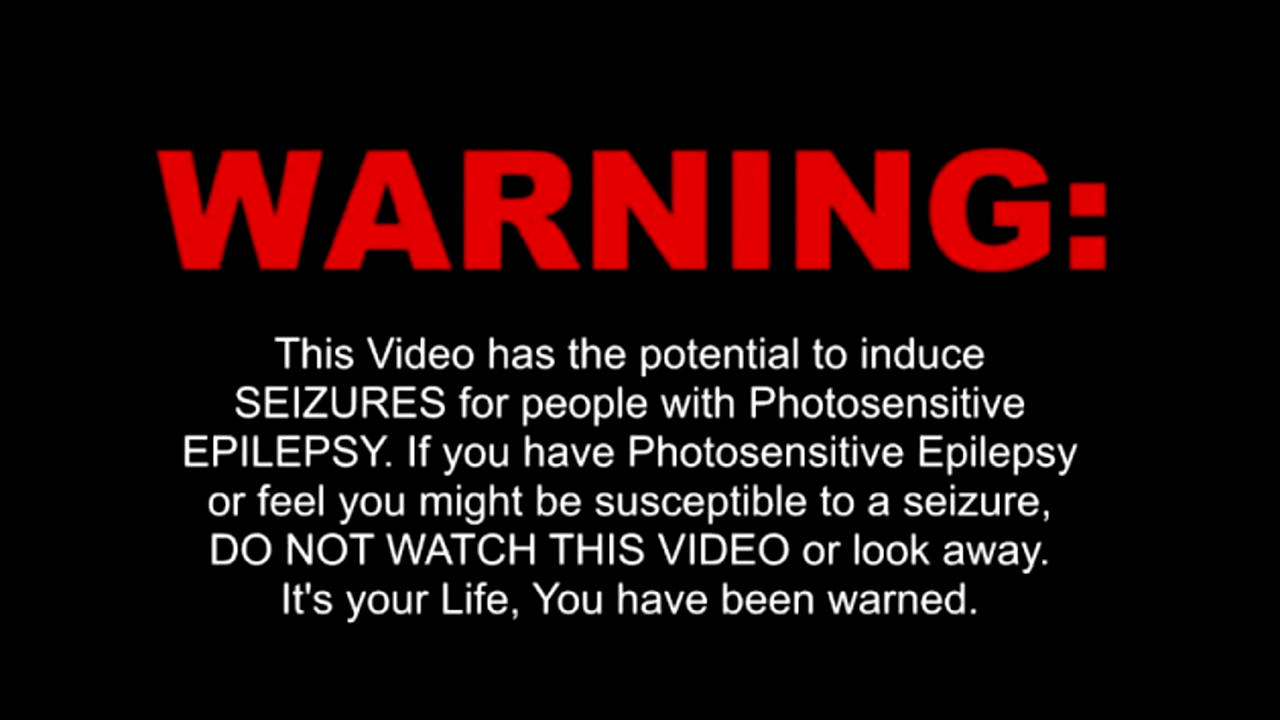 WARNING:
This Video has the potential to induce
SEIZURES for people with Photosensitive
EPILEPSY. If you have Photosensitive Epilepsy
or feel you might be susceptible to a seizure,
DO NOT WATCH THIS VIDEO or look away.
It's your Life, You have been warned.